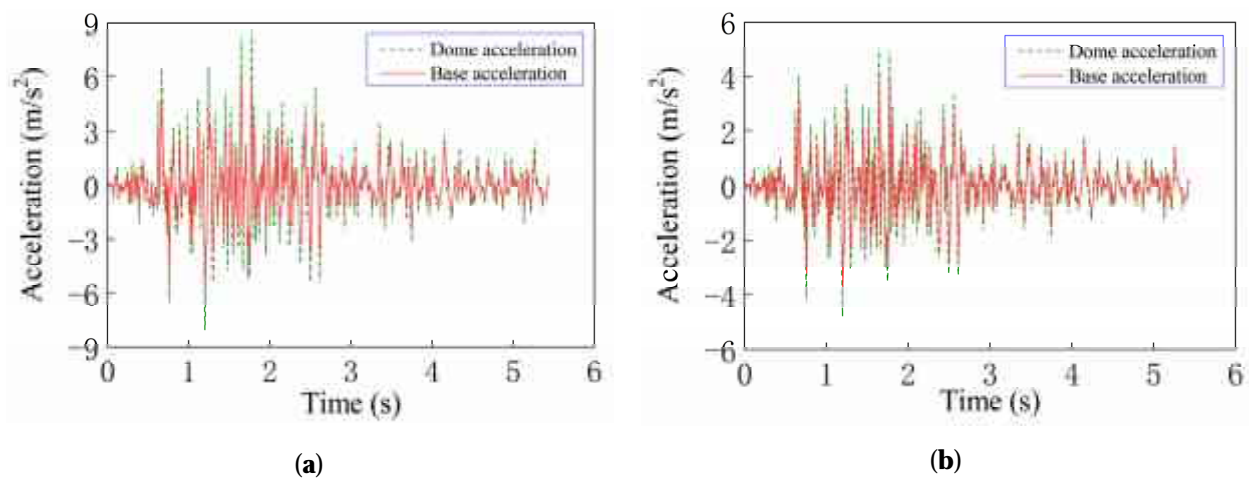 9
6
3
0
−3
−6
−9
Acceleration (m/s²)
Dome acceleration
Base acceleration
0 1 2 3 4 5 6
Time (s)
(a)
6
4
2
0
−2
−4
−6
Acceleration (m/s²)
Dome acceleration
Base acceleration
0 1 2 3 4 5 6
Time (s)
(b)